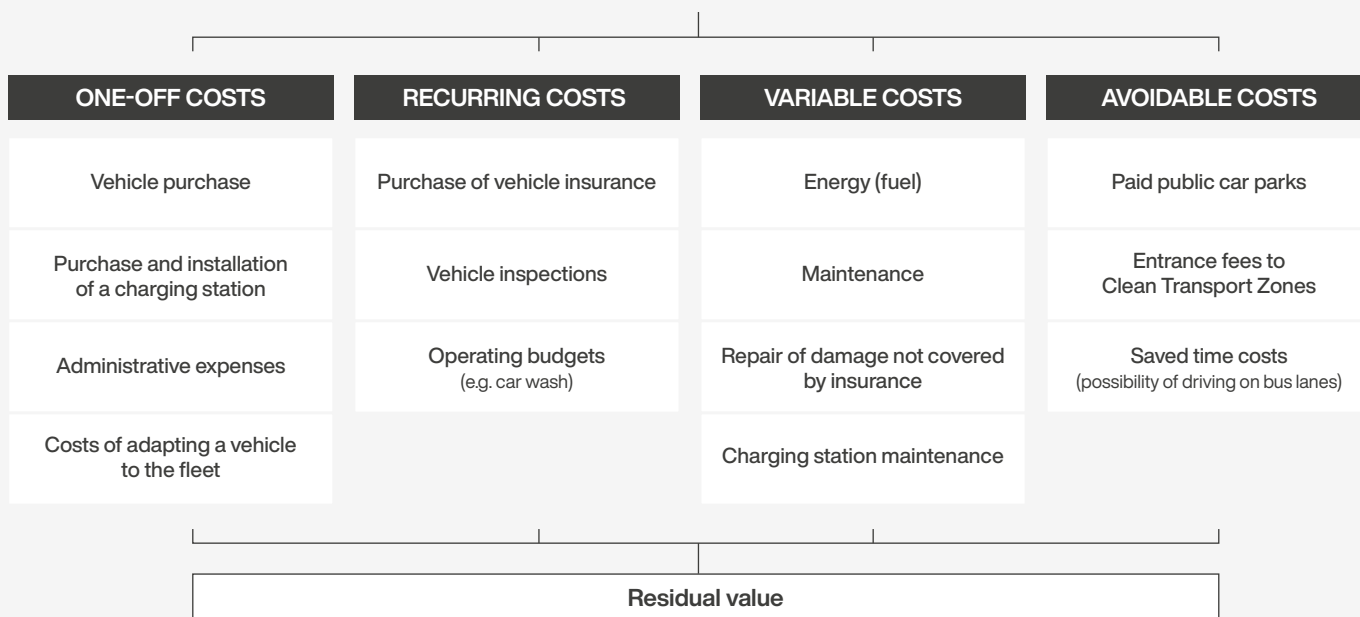 ONE-OFF COSTS
Vehicle purchase
Purchase and installation
of a charging station
Administrative expenses
Costs of adapting a vehicle
to the fleet
RECURRING COSTS
Purchase of vehicle insurance
Vehicle inspections
Operating budgets
(e.g. car wash)
VARIABLE COSTS
Energy (fuel)
Maintenance
Repair of damage not covered
by insurance
Charging station maintenance
AVOIDABLE COSTS
Paid public car parks
Entrance fees to
Clean Transport Zones
Saved time costs
(possibility of driving on bus lanes)
Residual value